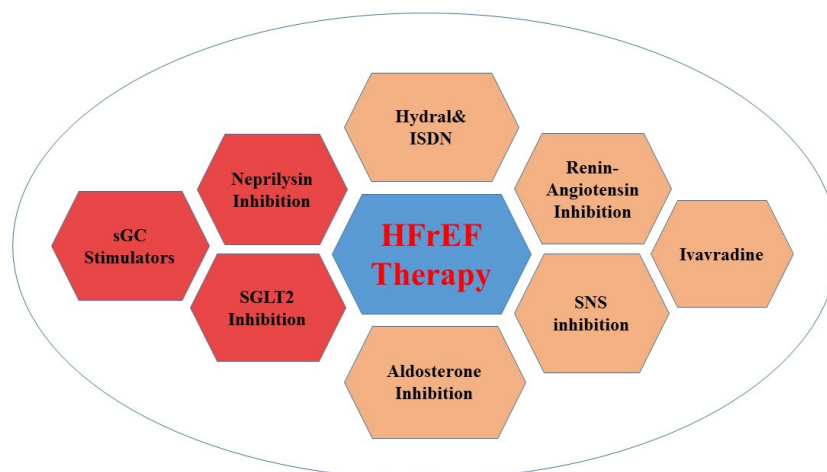 Hydral&
ISDN
Neprilysin
Inhibition
Renin-
Angiotensin
Inhibition
sGC
Stimulators
HFrEF
Therapy
Ivavradine
SGLT2
Inhibition
SNS
inhibition
Aldosterone
Inhibition